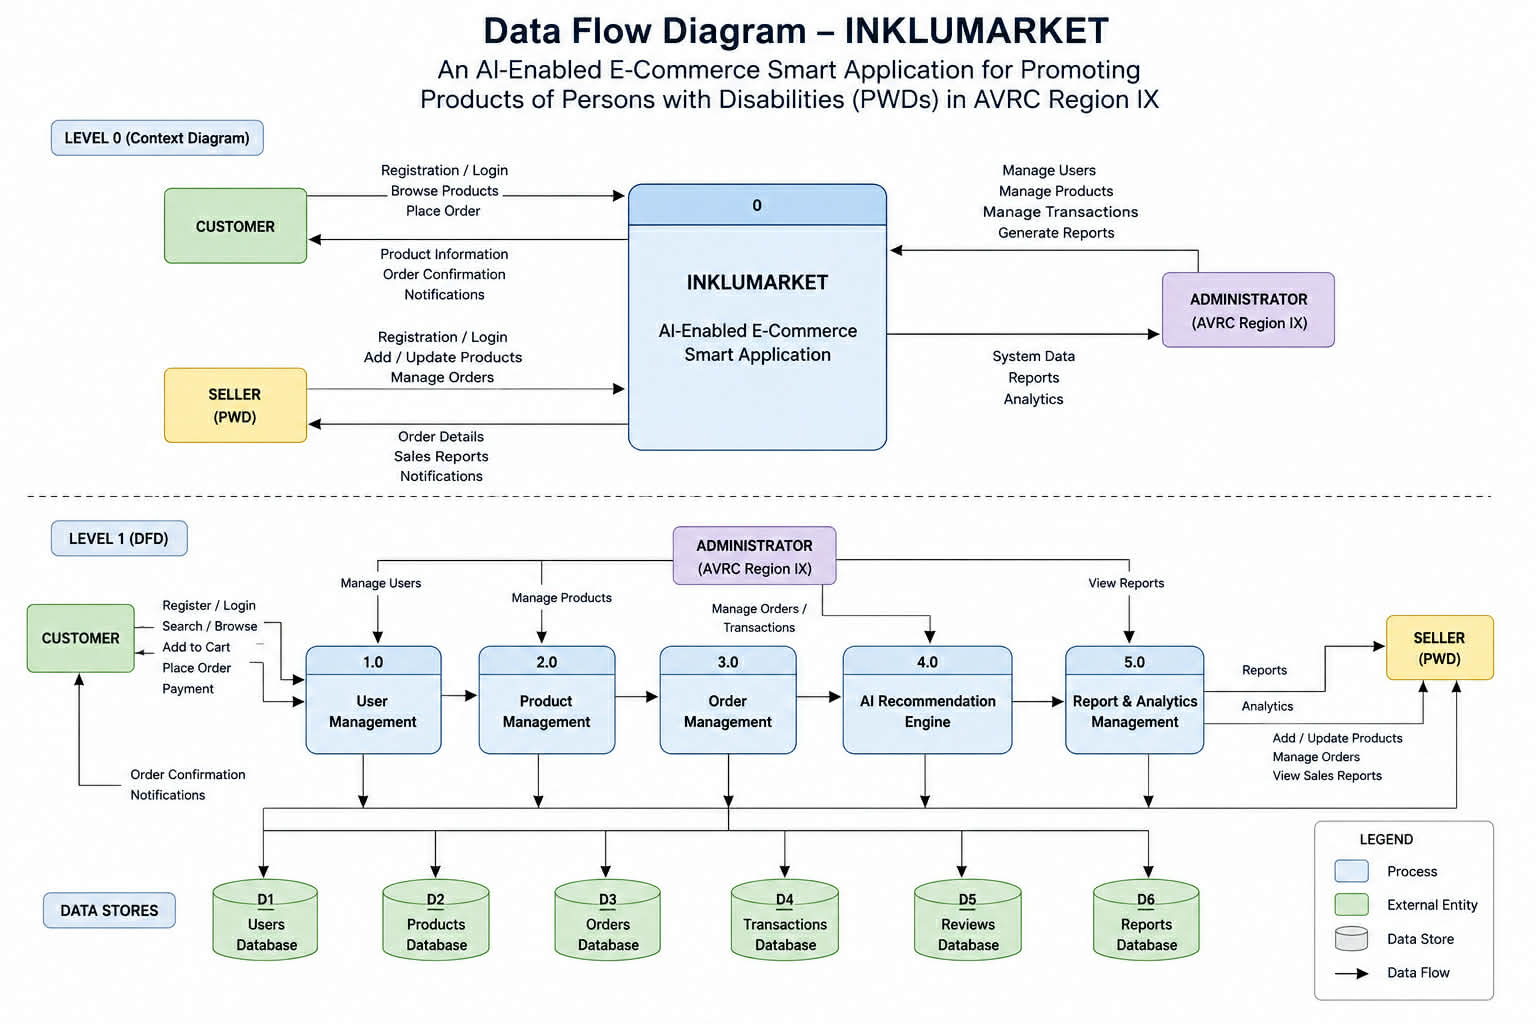 Data Flow Diagram – INKLUMARKET
An AI-Enabled E-Commerce Smart Application for Promoting
Products of Persons with Disabilities (PWDs) in AVRC Region IX
LEVEL 0 (Context Diagram)
Registration / Login
Browse Products
Place Order
CUSTOMER
Product Information
Order Confirmation
Notifications
Registration / Login
Add / Update Products
Manage Orders
SELLER
(PWD)
Order Details
Sales Reports
Notifications
0
INKLUMARKET
AI-Enabled E-Commerce
Smart Application
Manage Users
Manage Products
Manage Transactions
Generate Reports
ADMINISTRATOR
(AVRC Region IX)
System Data
Reports
Analytics
LEVEL 1 (DFD)
ADMINISTRATOR
(AVRC Region IX)
Manage Users
Manage Products
Manage Orders /
Transactions
View Reports
CUSTOMER
Register / Login
Search / Browse
Add to Cart
Place Order
Payment
Order Confirmation
Notifications
1.0
User
Management
2.0
Product
Management
3.0
Order
Management
4.0
AI Recommendation
Engine
5.0
Report & Analytics
Management
Reports
Analytics
SELLER
(PWD)
Add / Update Products
Manage Orders
View Sales Reports
DATA STORES
D1
Users
Database
D2
Products
Database
D3
Orders
Database
D4
Transactions
Database
D5
Reviews
Database
D6
Reports
Database
LEGEND
Process
External Entity
Data Store
Data Flow